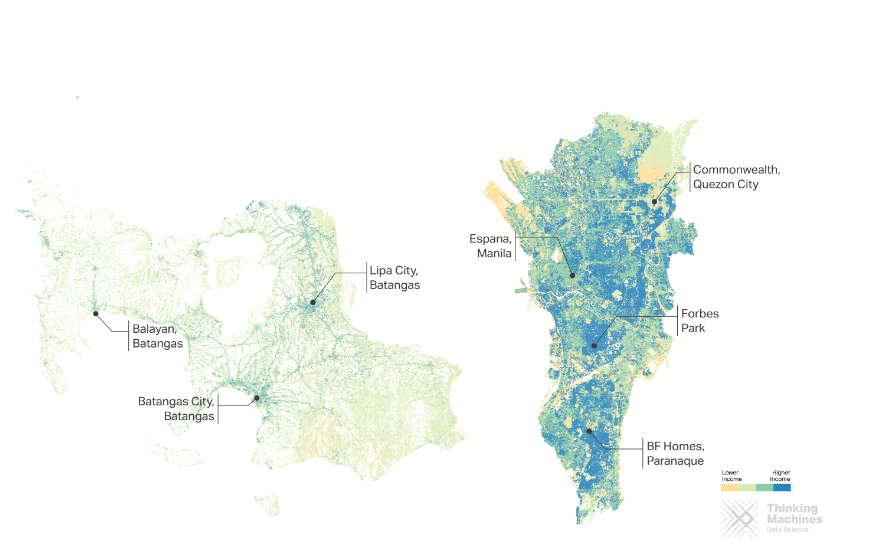 Commonwealth,
Quezon City
Espana,
Manila
Lipa City,
Batangas
Forbes
Park
Balayan,
Batangas
Batangas City,
Batangas
BF Homes,
Paranaque
Lower
Income
Higher
Income
Thinking
Machines
Data Science